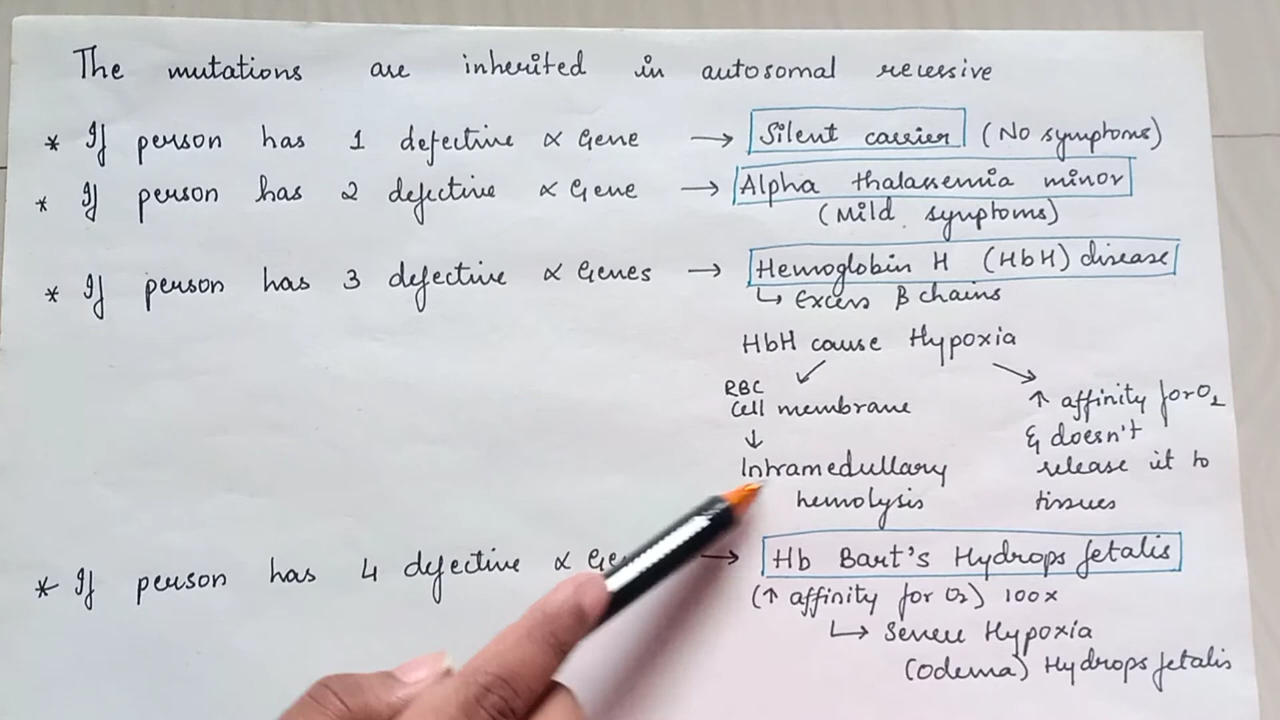 The mutations are inherited in autosomal recessive
* If person has 1 defective α Gene → Silent carrier (No symptoms)
* If person has 2 defective α Gene → Alpha thalassemia minor
(Mild symptoms)
* If person has 3 defective α Genes → Hemoglobin H (HbH) disease
↳ Excess β chains
HbH cause Hypoxia
RBC
Cell membrane
↓
Intramedullary
hemolysis
↑ affinity for O₂
& doesn't
release it to
tissues
* If person has 4 defective α Ge → Hb Bart's Hydrops fetalis
(↑ affinity for O₂) 100x
↳ Severe Hypoxia
(odema) Hydrops fetalis